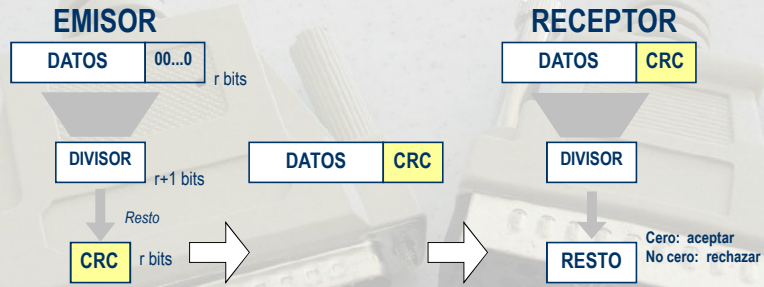 EMISOR
DATOS 00...0
r bits
DIVISOR
r+1 bits
Resto
CRC r bits
DATOS CRC
RECEPTOR
DATOS CRC
DIVISOR
RESTO
Cero: aceptar
No cero: rechazar